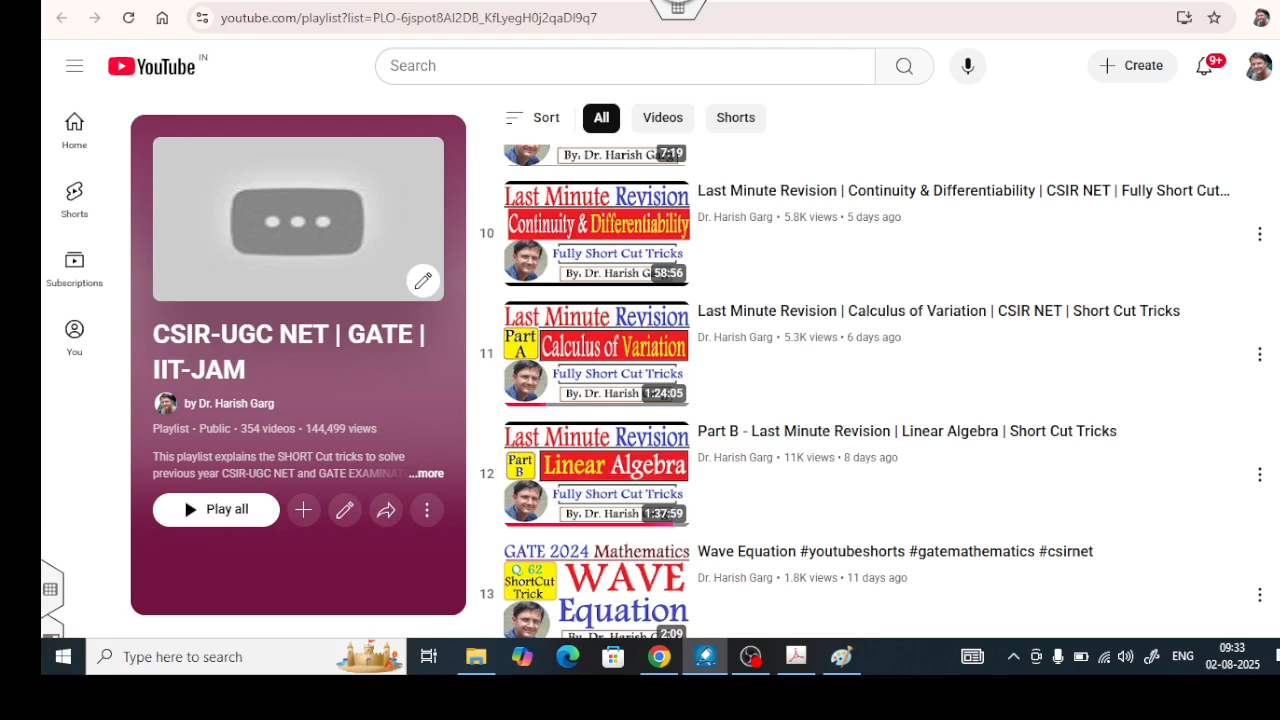 youtube.com/playlist?list=PLO-6jspot8Al2DB_KfLyegH0j2qaDl9q7
YouTube IN
Search
Create
9+
Home
Shorts
Subscriptions
You
CSIR-UGC NET | GATE |
IIT-JAM
by Dr. Harish Garg
Playlist • Public • 354 videos • 144,499 views
This playlist explains the SHORT Cut tricks to solve
previous year CSIR-UGC NET and GATE EXAMINAT ...more
Play all
Sort
All
Videos
Shorts
By: Dr. Harish G
7:19
10
Last Minute Revision
Continuity & Differentiability
Fully Short Cut Tricks
By: Dr. Harish G
58:56
Last Minute Revision | Continuity & Differentiability | CSIR NET | Fully Short Cut...
Dr. Harish Garg • 5.8K views • 5 days ago
11
Last Minute Revision
Part A
Calculus of Variation
Fully Short Cut Tricks
By: Dr. Harish
1:24:05
Last Minute Revision | Calculus of Variation | CSIR NET | Short Cut Tricks
Dr. Harish Garg • 5.3K views • 6 days ago
12
Last Minute Revision
Part B
Linear Algebra
Fully Short Cut Tricks
By: Dr. Harish
1:37:59
Part B - Last Minute Revision | Linear Algebra | Short Cut Tricks
Dr. Harish Garg • 11K views • 8 days ago
13
GATE 2024 Mathematics
Q. 62
ShortCut
Trick
WAVE
Equation
2:09
Wave Equation #youtubeshorts #gatemathematics #csirnet
Dr. Harish Garg • 1.8K views • 11 days ago
Type here to search
ENG
09:33
02-08-2025